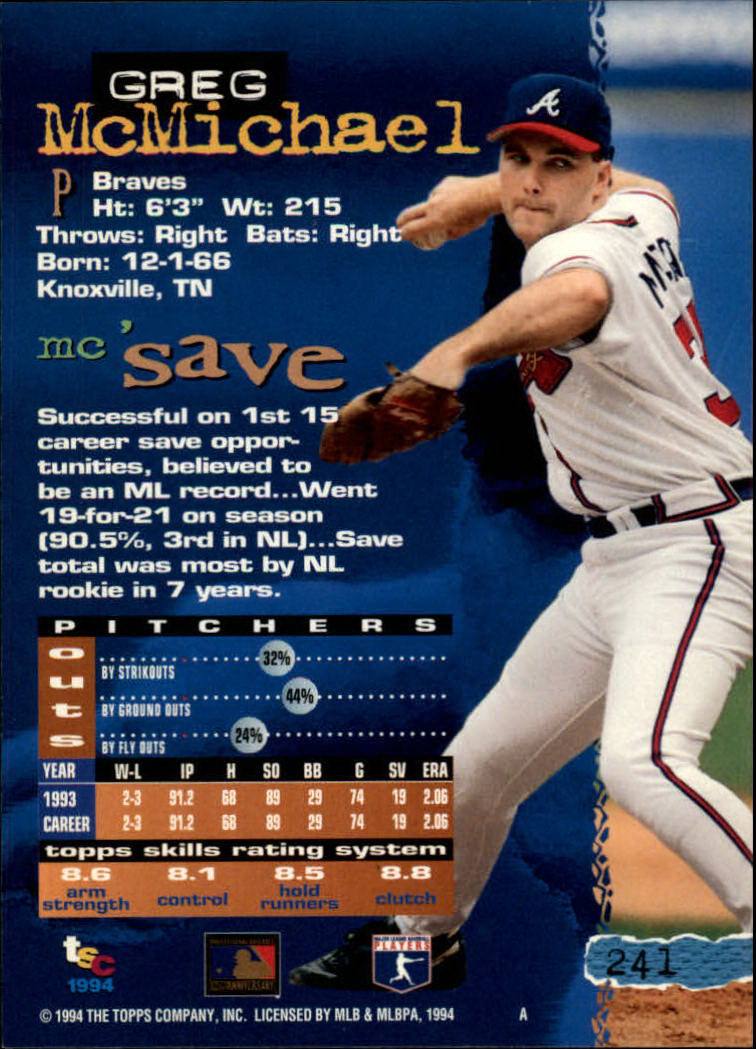 GREG
McMichael
P
Braves
Ht: 6'3" Wt: 215
Throws: Right Bats: Right
Born: 12-1-66
Knoxville, TN
mc 'save
Successful on 1st 15
career save oppor-
tunities, believed to
be an ML record...Went
19-for-21 on season
(90.5%, 3rd in NL)...Save
total was most by NL
rookie in 7 years.
PITCHERS
Outs
32%
BY STRIKOUTS
44%
BY GROUND OUTS
24%
BY FLY OUTS
YEAR W-L IP H SO BB G SV ERA
1993 2-3 91.2 68 89 29 74 19 2.06
CAREER 2-3 91.2 68 89 29 74 19 2.06
topps skills rating system
8.6 8.1 8.5 8.8
arm strength control hold runners clutch
tsc
1994
MAJOR LEAGUE BASEBALL
PLAYERS
241
© 1994 THE TOPPS COMPANY, INC. LICENSED BY MLB & MLBPA, 1994 A